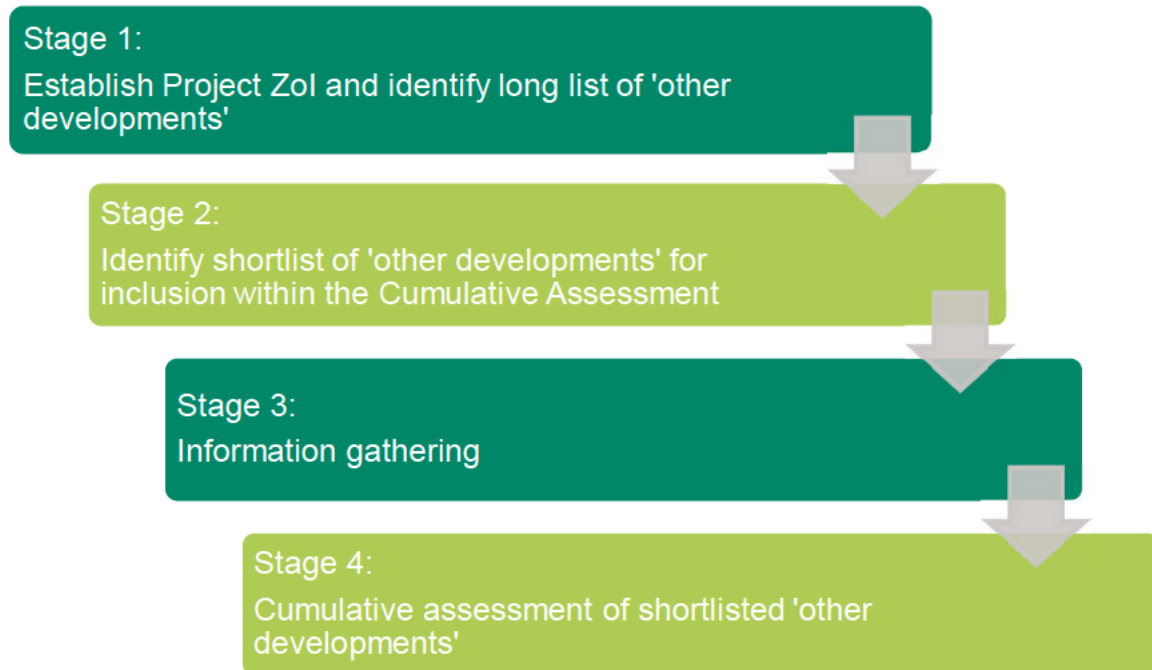 Stage 1:
Establish Project ZoI and identify long list of 'other
developments'
Stage 2:
Identify shortlist of 'other developments' for
inclusion within the Cumulative Assessment
Stage 3:
Information gathering
Stage 4:
Cumulative assessment of shortlisted 'other
developments'